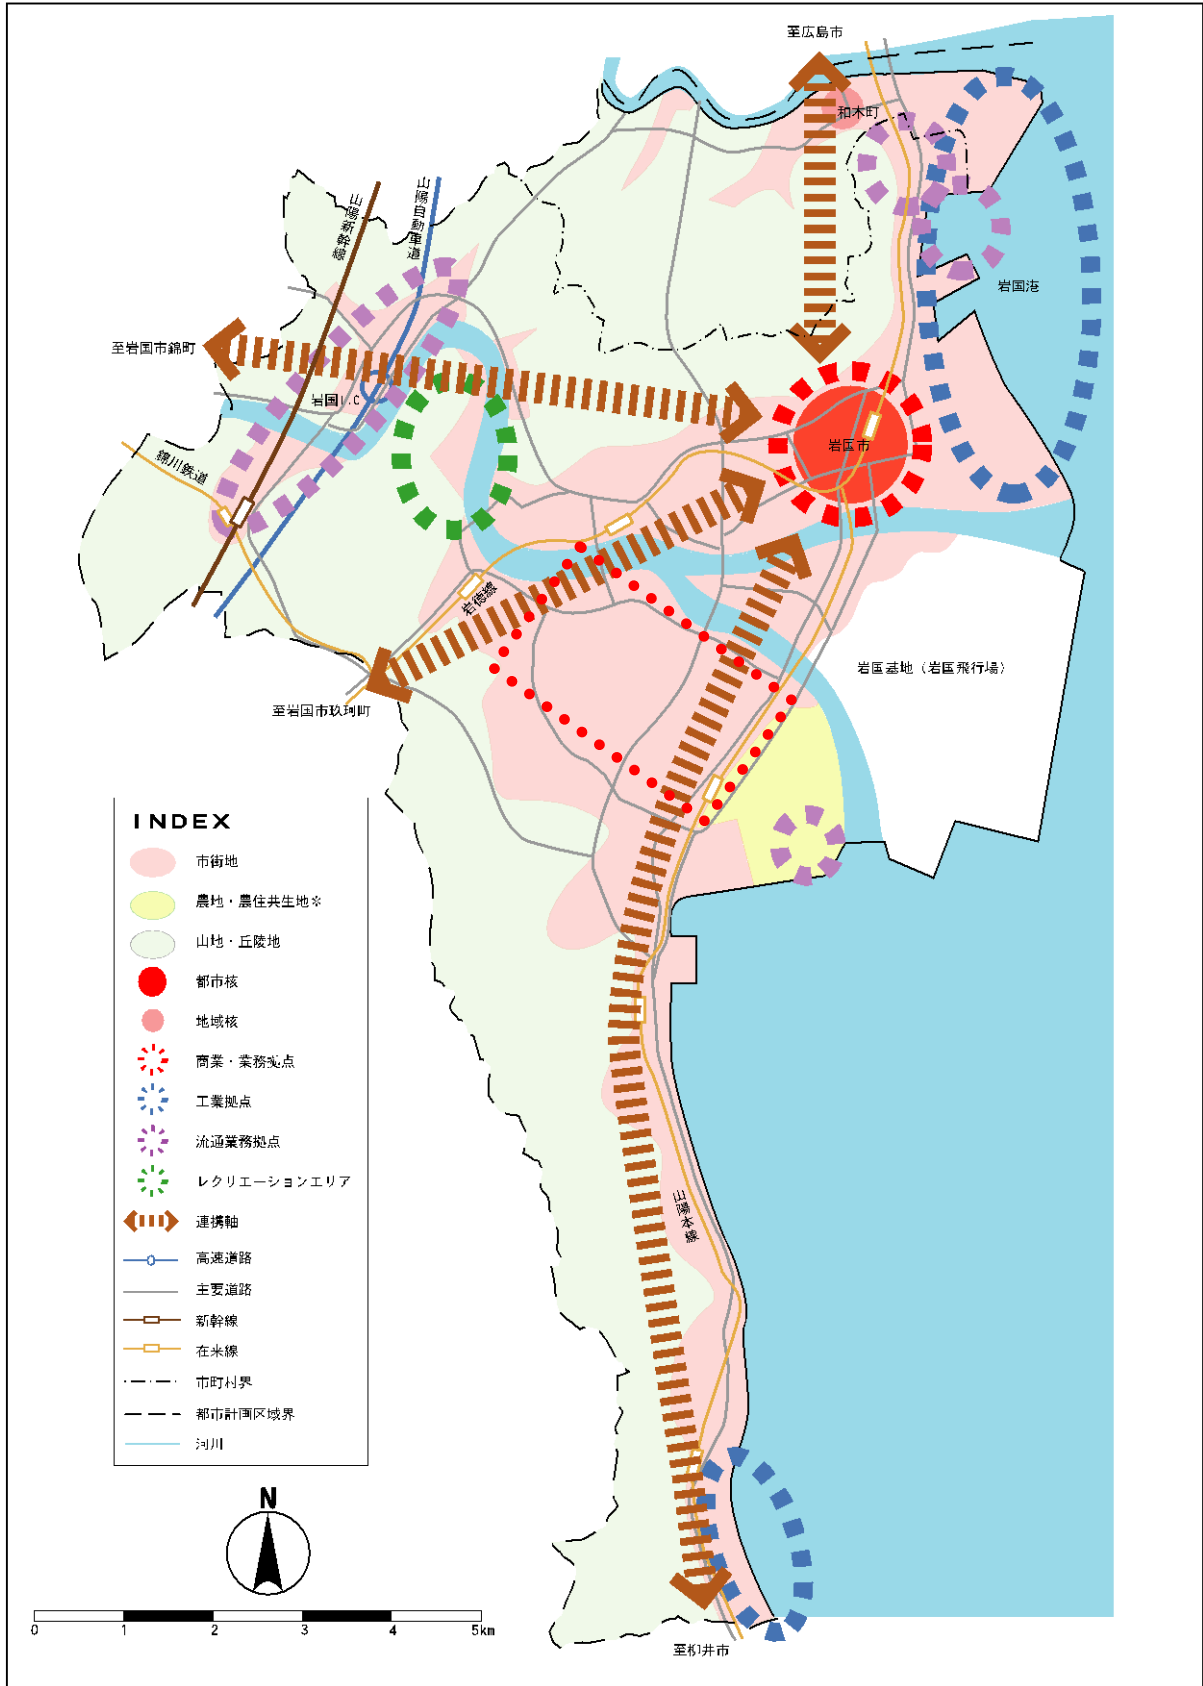 至広島市
和木町
山陽新幹線
山陽自動車道
岩国港
至岩国市錦町
岩国I.C
岩国市
錦川鉄道
岩徳線
岩国基地（岩国飛行場）
至岩国市玖珂町
INDEX
市街地
農地・農住共生地※
山地・丘陵地
都市核
地域核
商業・業務拠点
工業拠点
流通業務拠点
レクリエーションエリア
連携軸
高速道路
主要道路
新幹線
在来線
市町村界
都市計画区域界
河川
山陽本線
N
0 1 2 3 4 5km
至柳井市